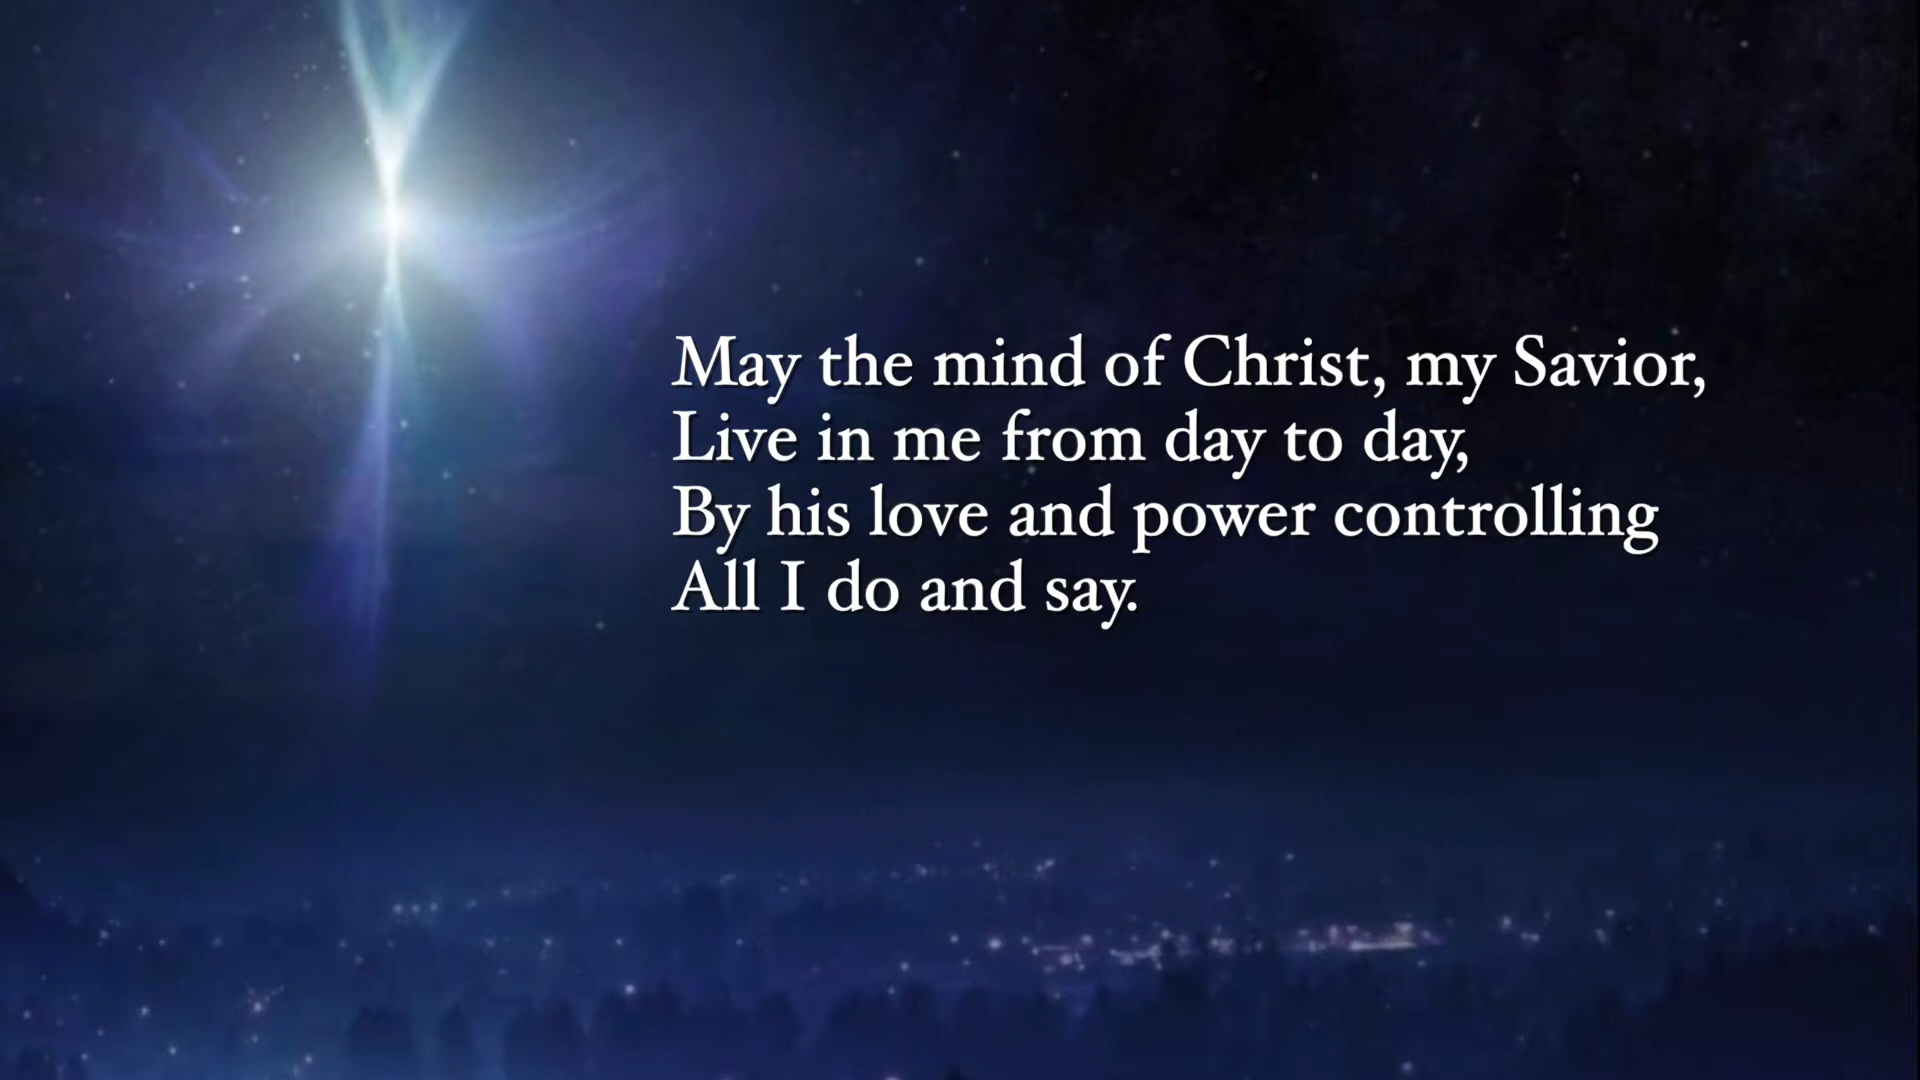 May the mind of Christ, my Savior,
Live in me from day to day,
By his love and power controlling
All I do and say.